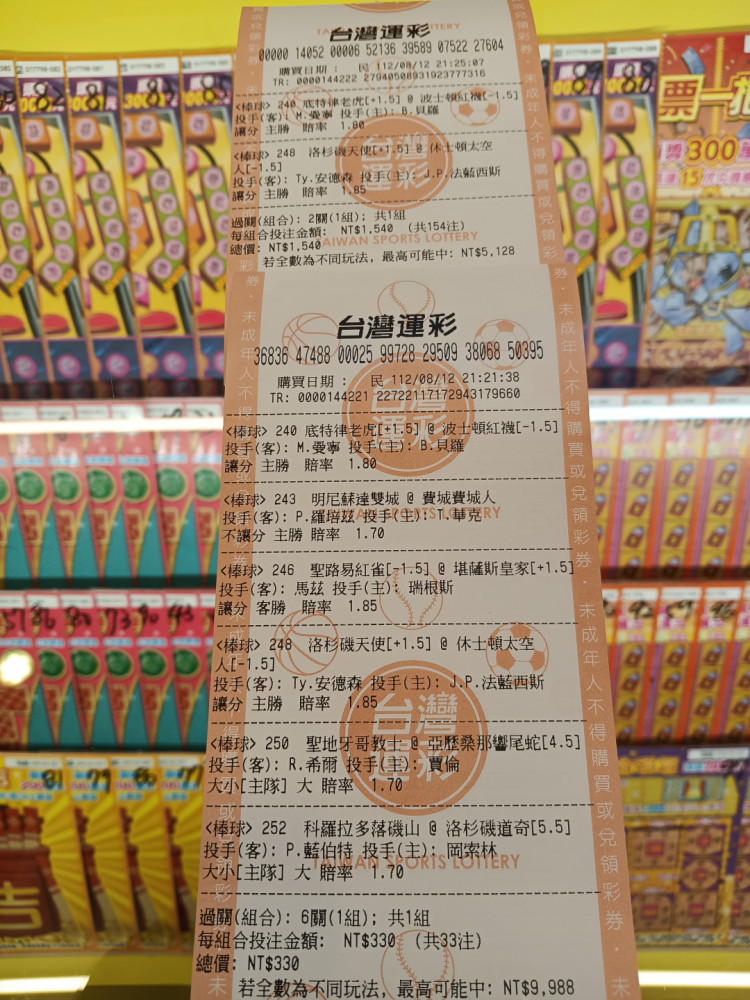 台灣運彩
00000 14052 00006 52136 39589 07522 27604
購買日期 : 民 112/08/12 21:25:07
TR: 0000144222 27940508931923777316
<棒球> 240 底特律老虎[+1.5] @ 波士頓紅襪[-1.5]
投手(客): M.曼寧 投手(主): B.貝羅
讓分 主勝 賠率 1.80
<棒球> 248 洛杉磯天使[+1.5] @ 休士頓太空
人[-1.5]
投手(客): Ty.安德森 投手(主): J.P.法藍西斯
讓分 主勝 賠率 1.85
過關(組合): 2關(1組); 共1組
每組合投注金額: NT$1,540 (共154注)
總價: NT$1,540
TAIWAN SPORTS LOTTERY
若全數為不同玩法, 最高可能中: NT$5,128
台灣運彩
36836 47488 00025 99728 29509 38068 50395
購買日期 : 民 112/08/12 21:21:38
TR: 0000144221 22722117172943179660
<棒球> 240 底特律老虎[+1.5] @ 波士頓紅襪[-1.5]
投手(客): M.曼寧 投手(主): B.貝羅
讓分 主勝 賠率 1.80
<棒球> 243 明尼蘇達雙城 @ 費城費城人
投手(客): P.羅培茲 投手(主): T.華克
不讓分 主勝 賠率 1.70
<棒球> 246 聖路易紅雀[-1.5] @ 堪薩斯皇家[+1.5]
投手(客): 馬茲 投手(主): 瑞根斯
讓分 客勝 賠率 1.85
<棒球> 248 洛杉磯天使[+1.5] @ 休士頓太空
人[-1.5]
投手(客): Ty.安德森 投手(主): J.P.法藍西斯
讓分 主勝 賠率 1.85
<棒球> 250 聖地牙哥教士 @ 亞歷桑那響尾蛇[4.5]
投手(客): R.希爾 投手(主): 賈倫
大小[主隊] 大 賠率 1.70
<棒球> 252 科羅拉多落磯山 @ 洛杉磯道奇[5.5]
投手(客): P.藍伯特 投手(主): 岡索林
大小[主隊] 大 賠率 1.70
TAIWAN SPORTS LOTTERY
過關(組合): 6關(1組); 共1組
每組合投注金額: NT$330 (共33注)
總價: NT$330
若全數為不同玩法, 最高可能中: NT$9,988
未成年人不得購買或兌領彩券
票一
300